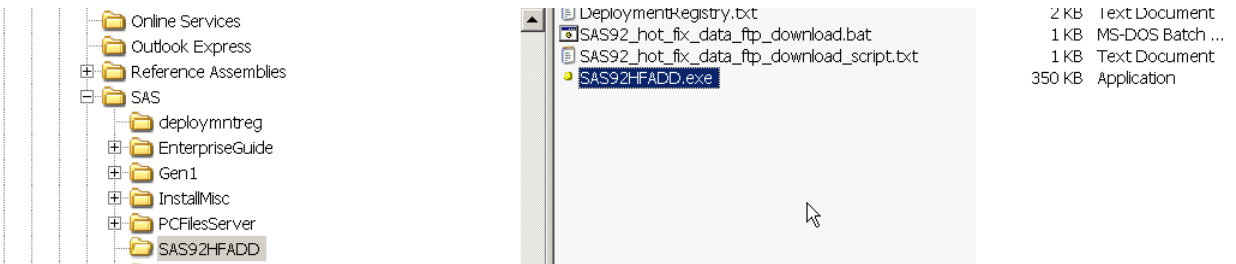 Online Services
Outlook Express
Reference Assemblies
SAS
deploymntreg
EnterpriseGuide
Gen1
InstallMisc
PCFilesServer
SAS92HFADD
DeploymentRegistry.txt 2 KB Text Document
SAS92_hot_fix_data_ftp_download.bat 1 KB MS-DOS Batch ...
SAS92_hot_fix_data_ftp_download_script.txt 1 KB Text Document
SAS92HFADD.exe 350 KB Application